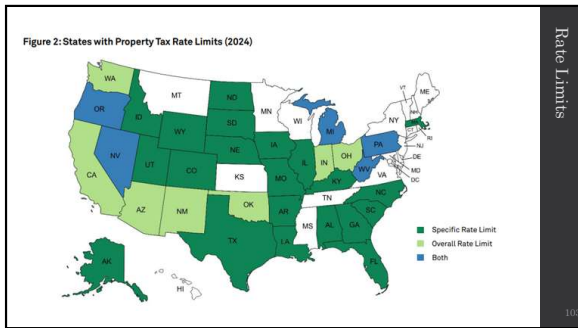 Figure 2: States with Property Tax Rate Limits (2024)
WA
MT
ND
MN
VT
ME
OR
ID
SD
WI
NY
NH
WY
MI
RI
NV
NE
IA
PA
NJ
CA
UT
CO
IL
IN
OH
DE
KS
MO
WV
VA
MD
DC
KY
AZ
NM
OK
TN
NC
AR
SC
TX
LA
MS
AL
GA
AK
FL
HI
Specific Rate Limit
Overall Rate Limit
Both
Rate Limits